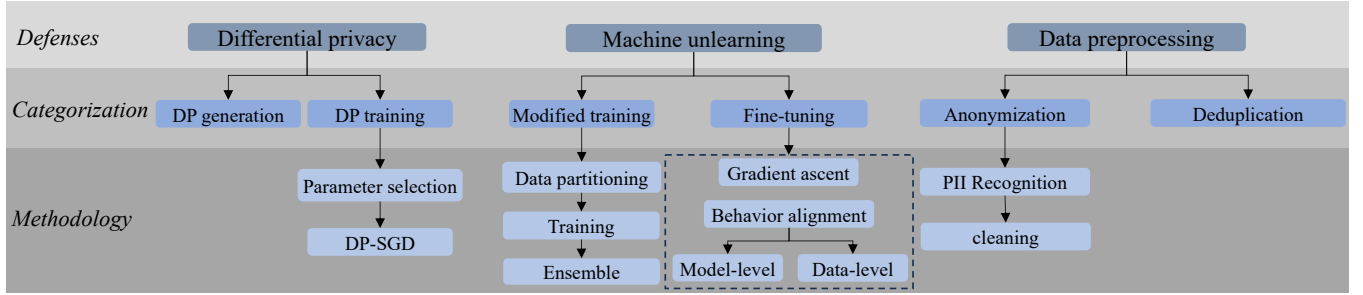 Defenses
Differential privacy
Machine unlearning
Data preprocessing
Categorization
DP generation
DP training
Modified training
Fine-tuning
Anonymization
Deduplication
Methodology
Parameter selection
DP-SGD
Data partitioning
Training
Ensemble
Gradient ascent
Behavior alignment
Model-level
Data-level
PII Recognition
cleaning